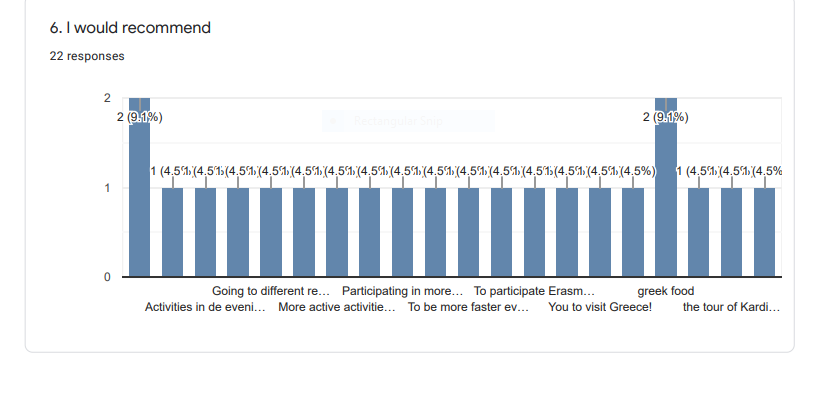 6. I would recommend
22 responses
2
2 (9.1%)
2 (9.1%)
1 (4.5%)
1
0
Going to different re… Participating in more… To participate Erasm… greek food
Activities in de eveni… More active activitie… To be more faster ev… You to visit Greece! the tour of Kardi…